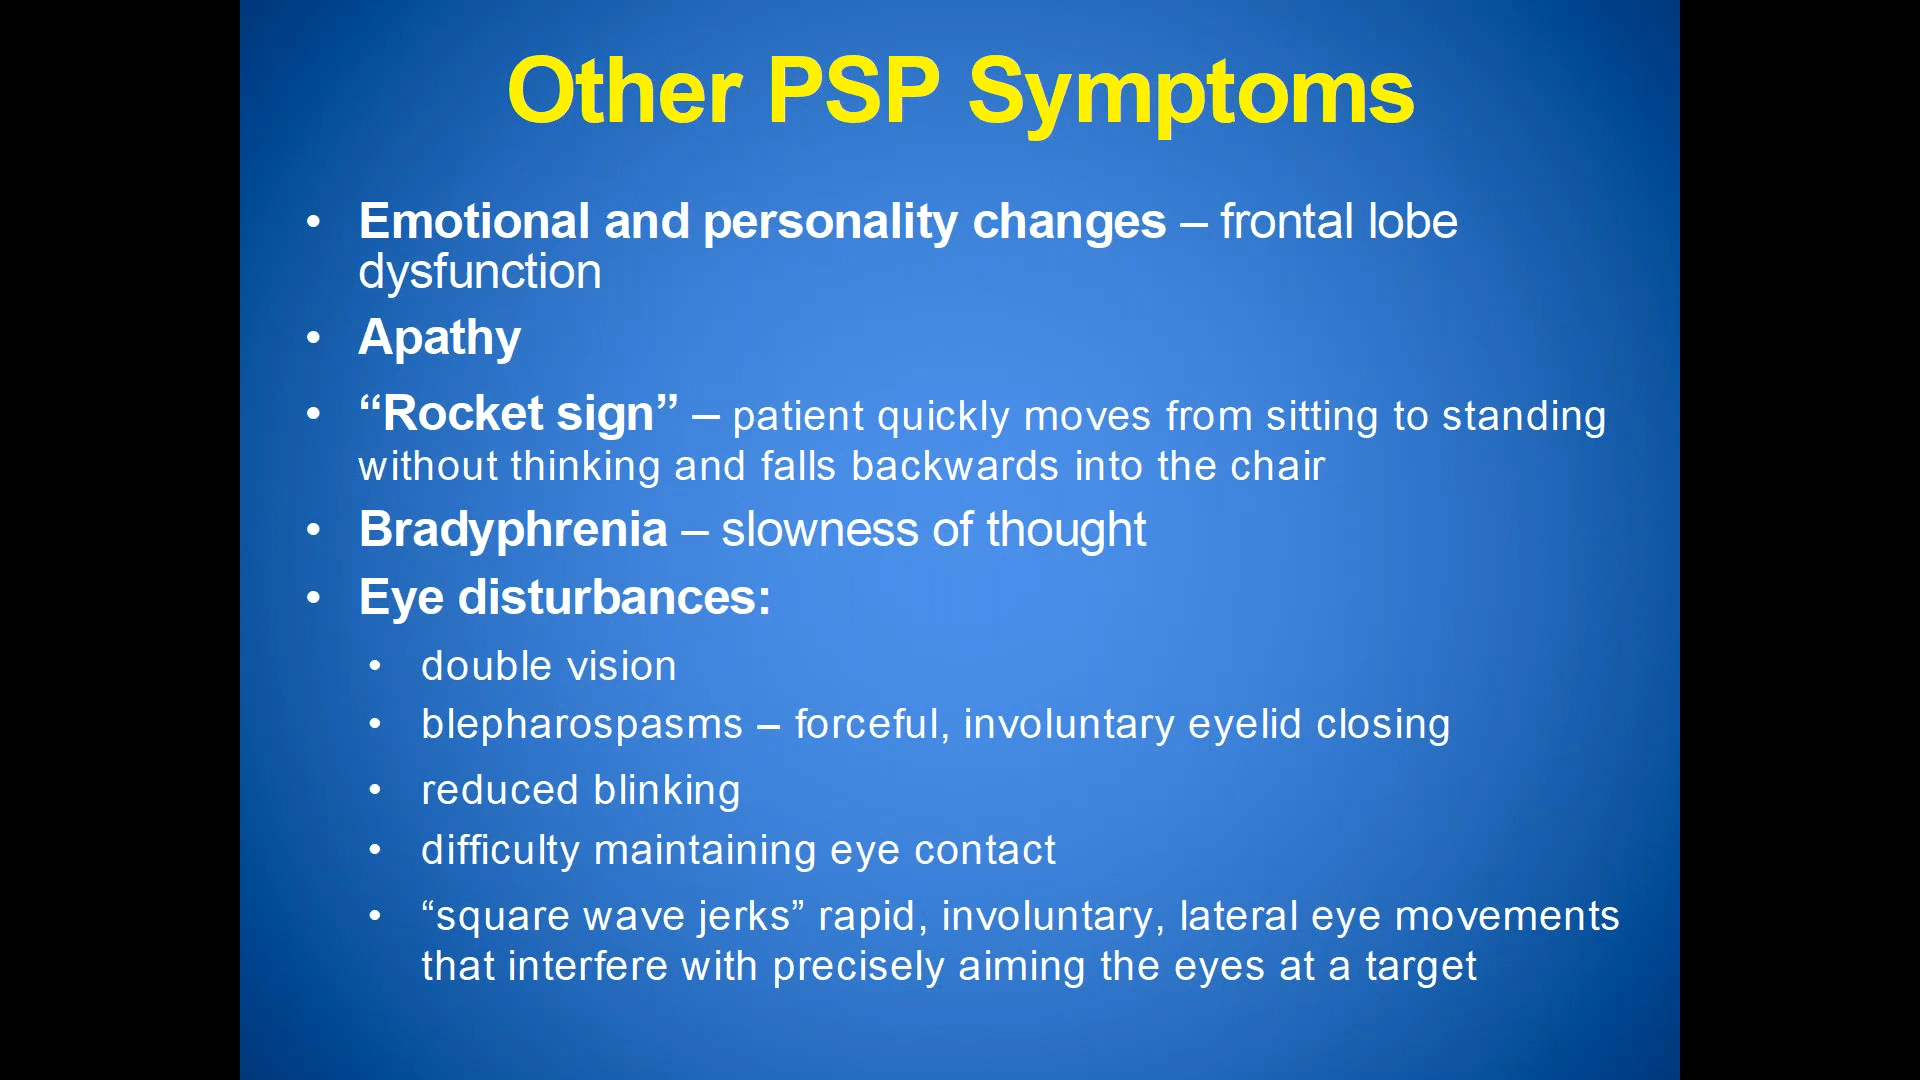 Other PSP Symptoms
• Emotional and personality changes – frontal lobe
dysfunction
• Apathy
• “Rocket sign” – patient quickly moves from sitting to standing
without thinking and falls backwards into the chair
• Bradyphrenia – slowness of thought
• Eye disturbances:
• double vision
• blepharospasms – forceful, involuntary eyelid closing
• reduced blinking
• difficulty maintaining eye contact
• “square wave jerks” rapid, involuntary, lateral eye movements
that interfere with precisely aiming the eyes at a target